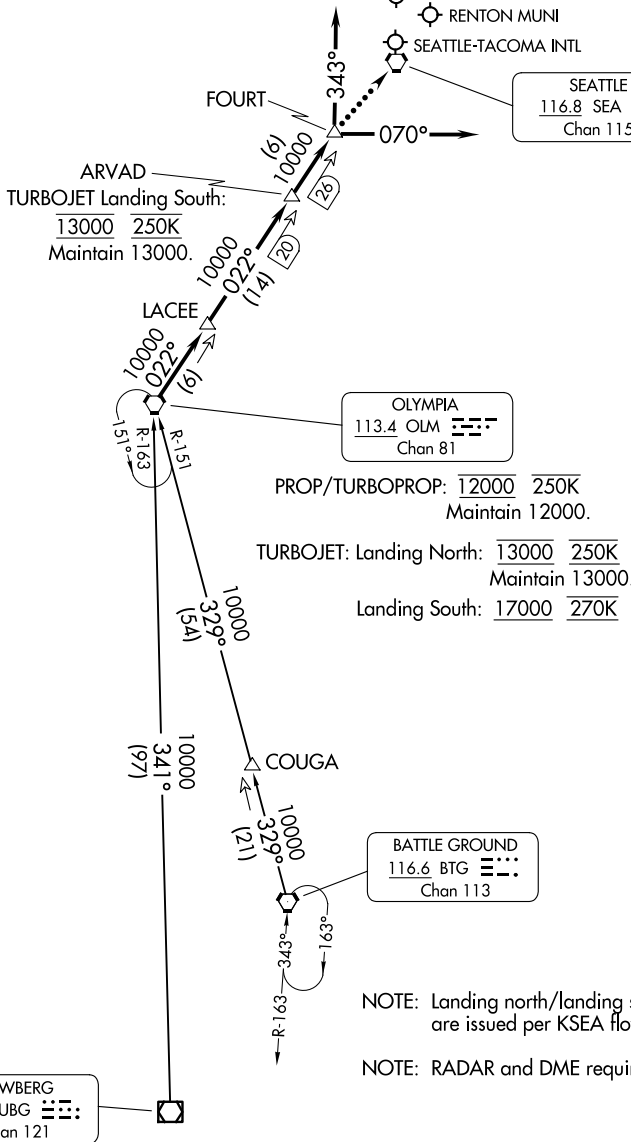 RENTON MUNI
SEATTLE-TACOMA INTL
343°
SEATTLE
116.8 SEA
Chan 115
FOURT
070°
(6)
10000
26
ARVAD
TURBOJET Landing South:
13000 250K
Maintain 13000.
10000
022°
(14)
20
LACEE
10000
022°
(6)
OLYMPIA
113.4 OLM
Chan 81
151°
R-163
R-151
PROP/TURBOPROP: 12000 250K
Maintain 12000.
TURBOJET: Landing North: 13000 250K
Maintain 13000.
Landing South: 17000 270K
10000
329°
(54)
10000
341°
(97)
COUGA
10000
329°
(21)
BATTLE GROUND
116.6 BTG
Chan 113
343°
163°
R-163
NOTE: Landing north/landing
are issued per KSEA
NOTE: RADAR and DME
UBG
121